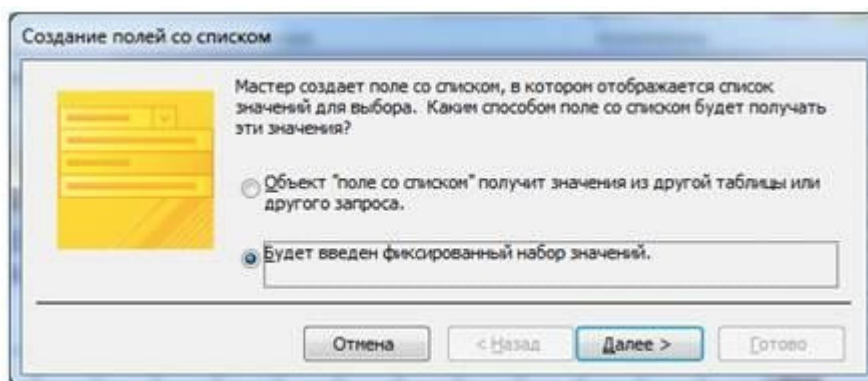 Создание полей со списком
Мастер создает поле со списком, в котором отображается список
значений для выбора. Каким способом поле со списком будет получать
эти значения?
Объект "поле со списком" получит значения из другой таблицы или
другого запроса.
Будет введен фиксированный набор значений.
Отмена < Назад Далее > Готово